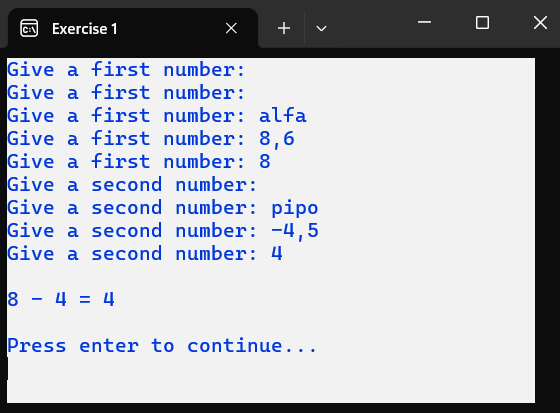 Exercise 1
Give a first number:
Give a first number:
Give a first number: alfa
Give a first number: 8,6
Give a first number: 8
Give a second number:
Give a second number: pipo
Give a second number: -4,5
Give a second number: 4
8 - 4 = 4
Press enter to continue...